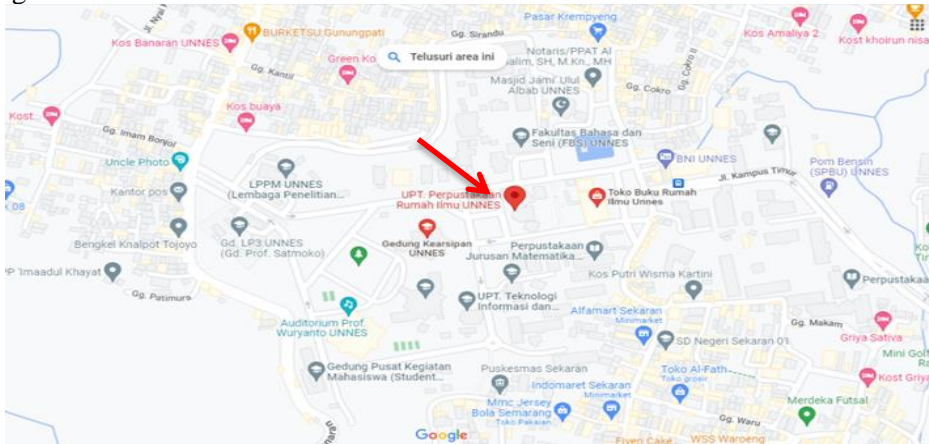 Pasar Krempyeng
Kos Amaliya 2
Kost khoirun nisa
Kos Banaran UNNES
BURKETSU Gunungpati
Gg. Sirandu
Green Ko
Telusuri area ini
Notaris/PPAT Al
alim, SH, M.Kn., MH
Gg. Kantil
Masjid Jami' Ulul
Albab UNNES
Gg. Cokro
Gg. Cokro II
Kos buaya
Kost
Gg. Imam Bonjol
Fakultas Bahasa dan
Seni (FBS) UNNES
Uncle Photo
BNI UNNES
Pom Bensin
(SPBU) UNNES
LPPM UNNES
(Lembaga Penelitian...
Jl. Kampus Timur
Kantor pos
UPT. Perpustakaan
Rumah Ilmu UNNES
Toko Buku Rumah
Ilmu Unnes
Bengkel Knalpot Tojoyo
Gd. LP3 UNNES
(Gd. Prof. Satmoko)
Gedung Kearsipan
UNNES
Perpustakaan
Jurusan Matematika...
PP 'Imaadul Khayat
Kos Putri Wisma Kartini
Perpustakaa
Gg. Patimura
UPT. Teknologi
Informasi dan...
Alfamart Sekaran
Minimarket
Auditorium Prof.
Wuryanto UNNES
Gg. Makam
SD Negeri Sekaran 01
Griya Sativa
Mini Gol
Gedung Pusat Kegiatan
Mahasiswa (Student...
Puskesmas Sekaran
Toko Al-Fath
Toko grosir
Kost Griya
Indomaret Sekaran
Minimarket
Mmc Jersey
Bola Semarang
Toko Pakaian
Merdeka Futsal
Gg. Waru
Google
Fiven Cake
WSS Waroeng